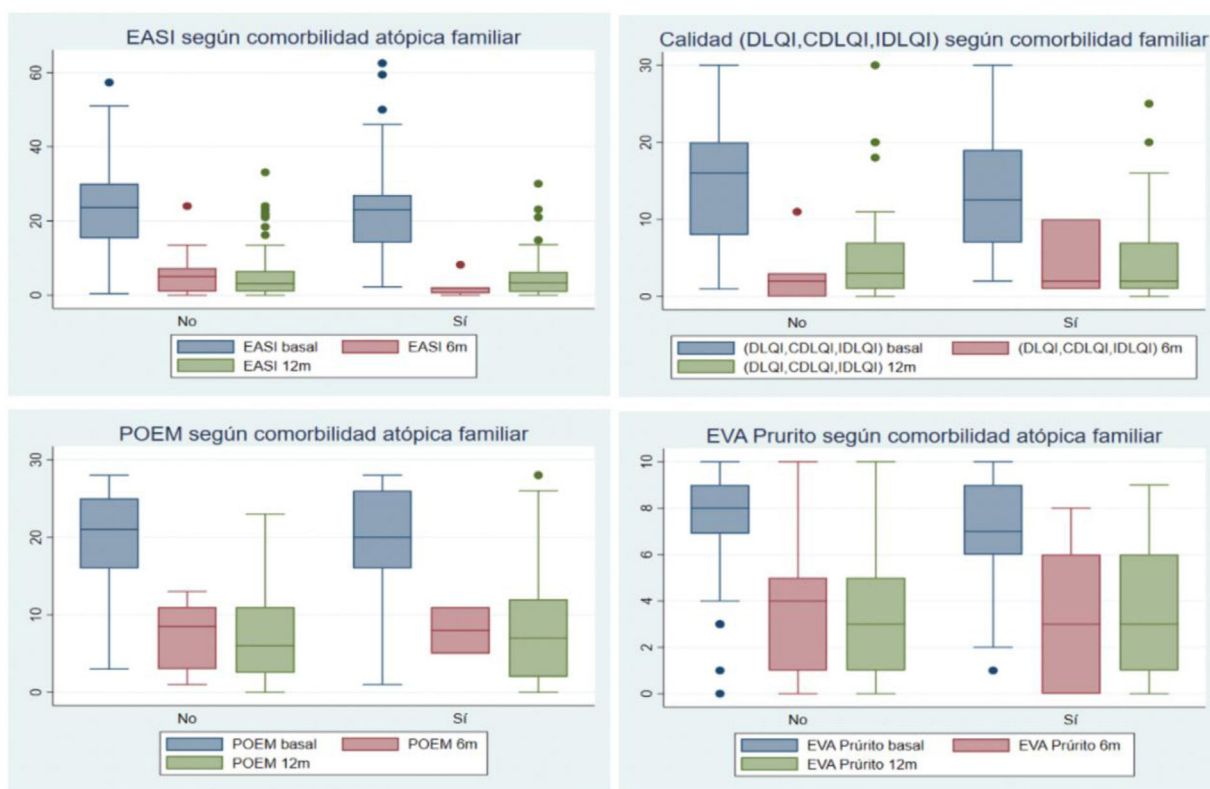 EASI según comorbilidad atópica familiar
60
40
20
0
No
Sí
EASI basal
EASI 6m
EASI 12m
Calidad (DLQI,CDLQI,IDLQI) según comorbilidad familiar
30
20
10
0
No
Sí
(DLQI,CDLQI,IDLQI) basal
(DLQI,CDLQI,IDLQI) 6m
(DLQI,CDLQI,IDLQI) 12m
POEM según comorbilidad atópica familiar
30
20
10
0
No
Sí
POEM basal
POEM 6m
POEM 12m
EVA Prurito según comorbilidad atópica familiar
10
8
6
4
2
0
No
Sí
EVA Prúrito basal
EVA Prúrito 6m
EVA Prúrito 12m